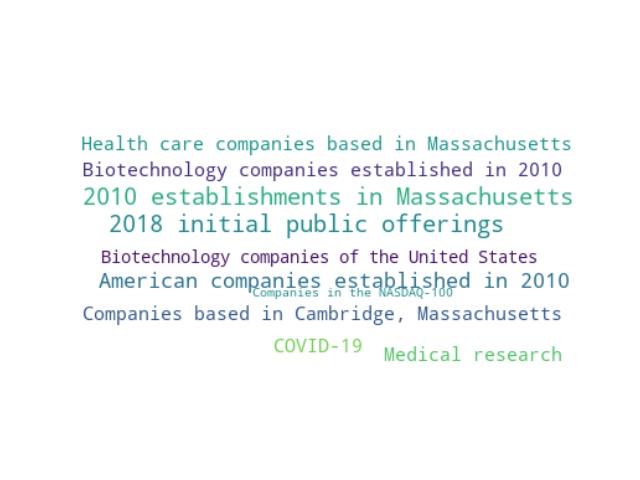 Health care companies based in Massachusetts
Biotechnology companies established in 2010
2010 establishments in Massachusetts
2018 initial public offerings
Biotechnology companies of the United States
American companies established in 2010
Companies in the NASDAQ-100
Companies based in Cambridge, Massachusetts
COVID-19
Medical research